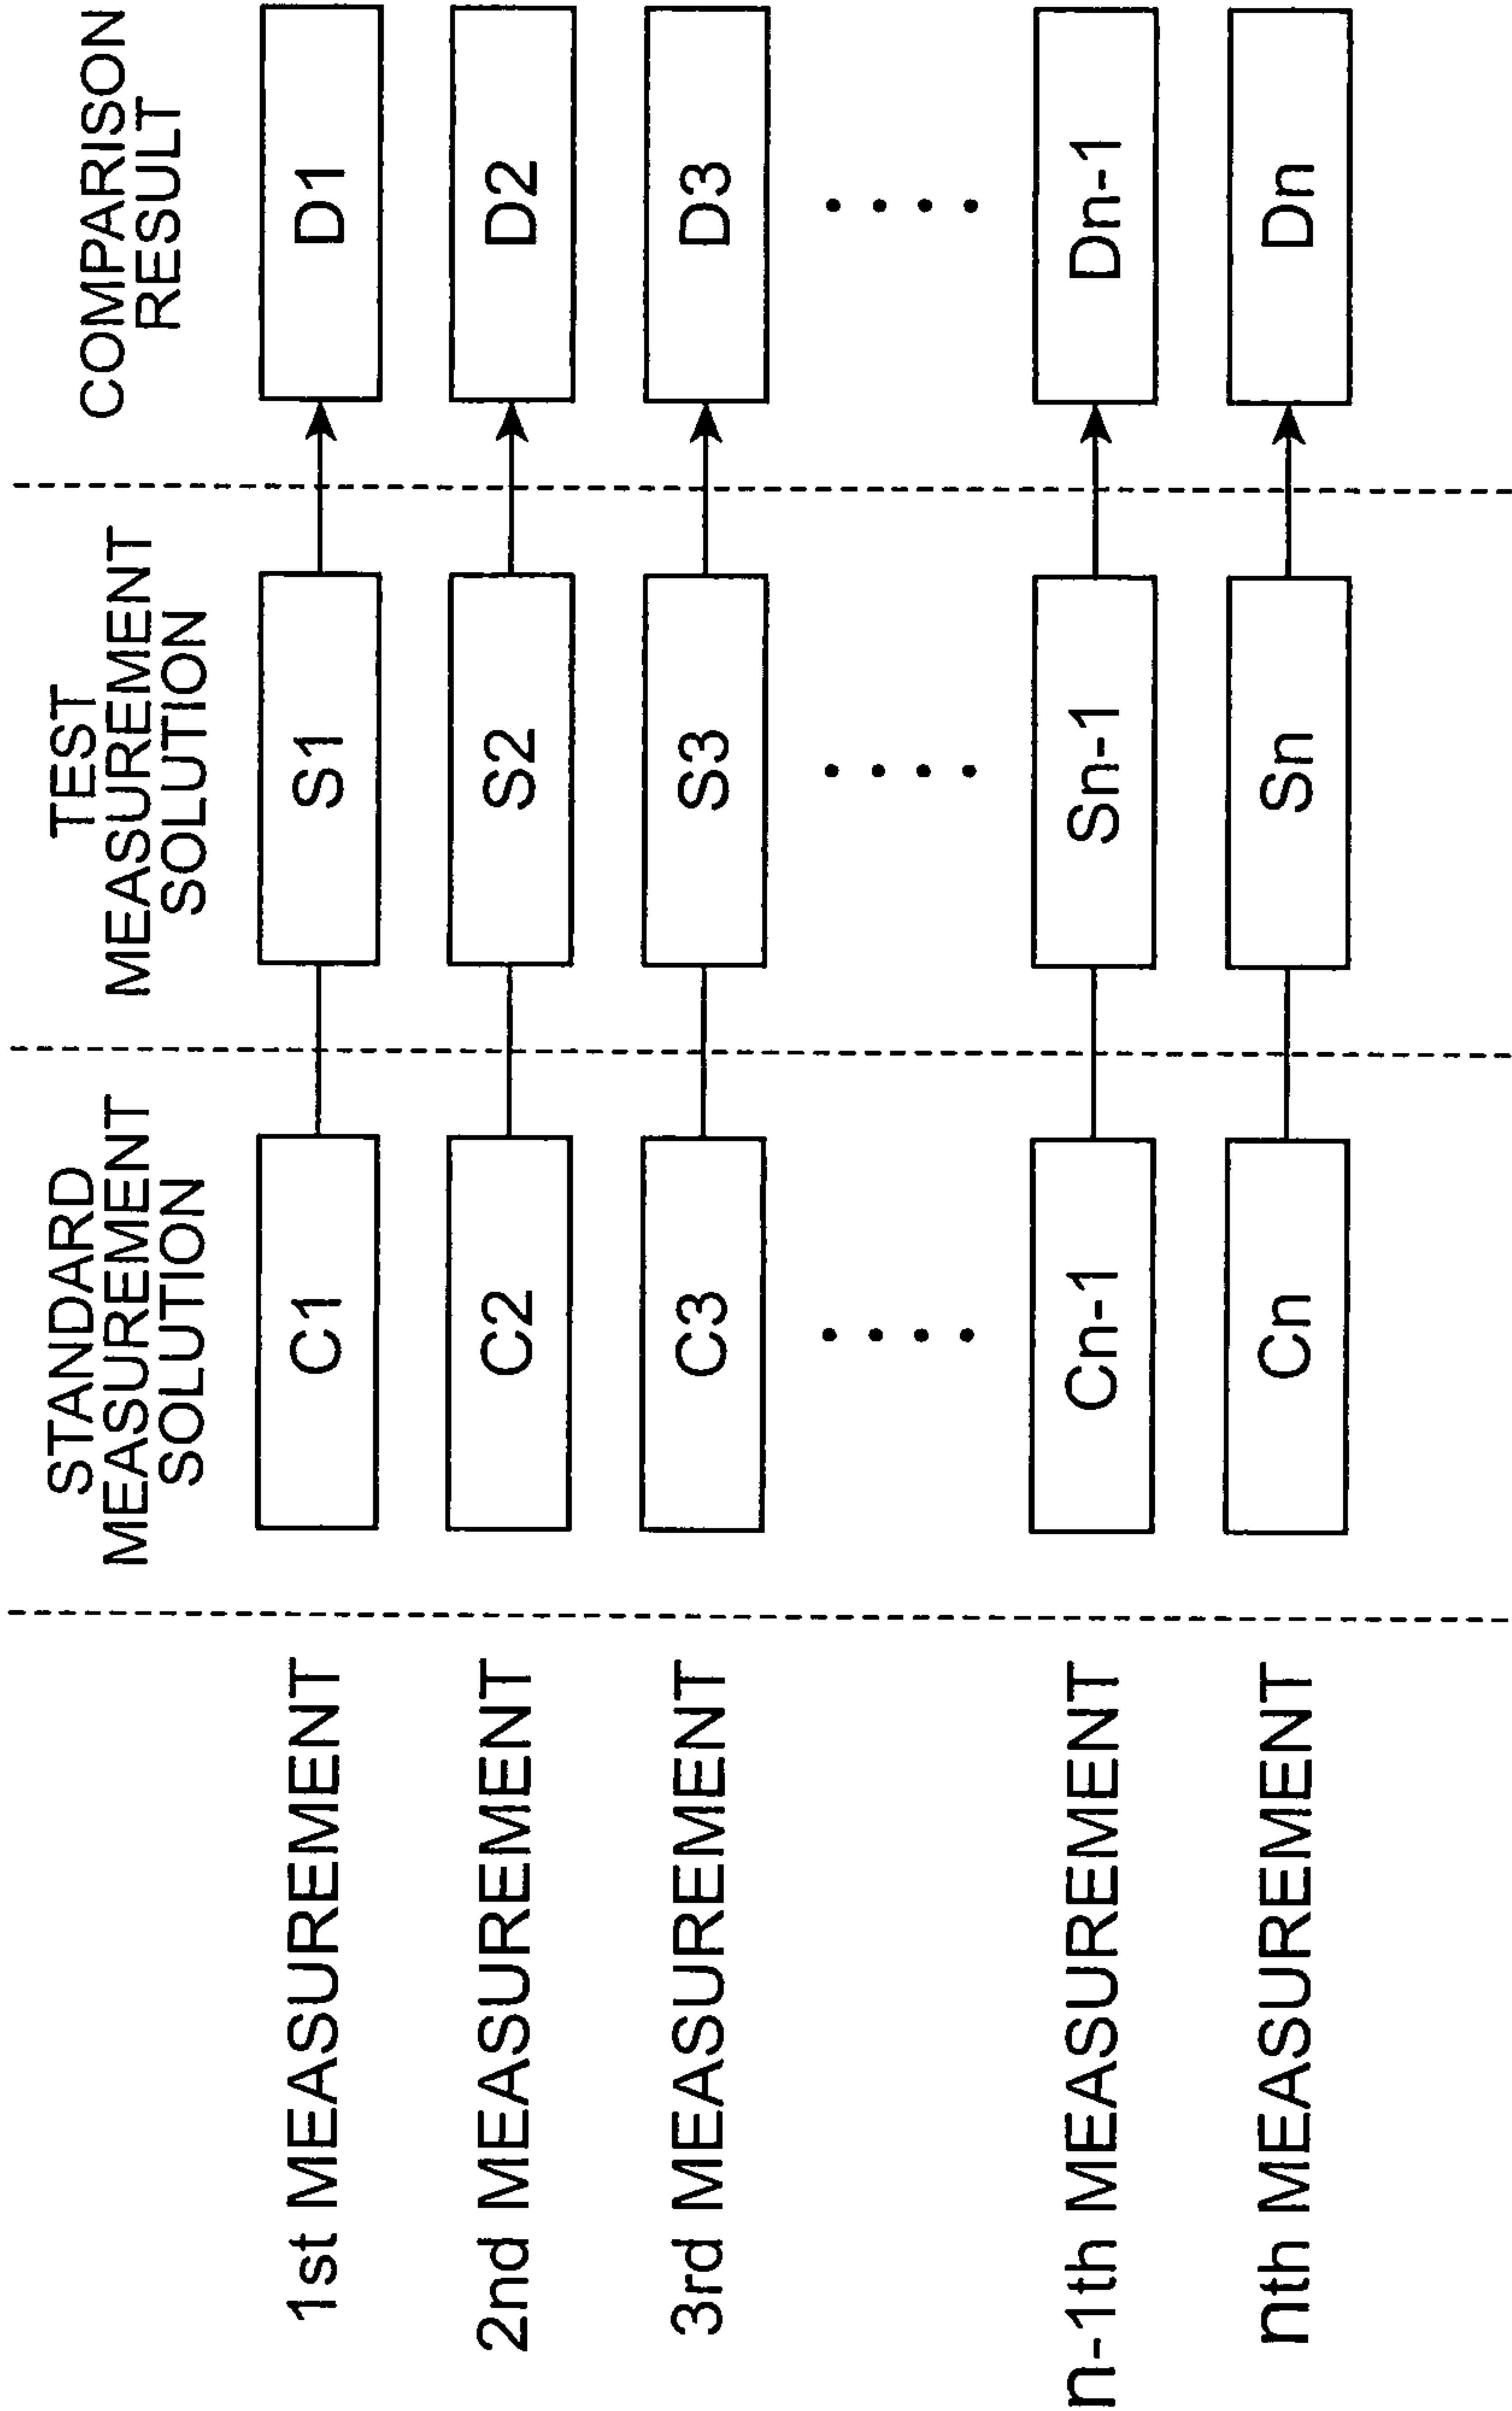 STANDARD
MEASUREMENT
SOLUTION
TEST
MEASUREMENT
SOLUTION
COMPARISON
RESULT
1st MEASUREMENT
C1
S1
D1
2nd MEASUREMENT
C2
S2
D2
3rd MEASUREMENT
C3
S3
D3
n-1th MEASUREMENT
Cn-1
Sn-1
Dn-1
nth MEASUREMENT
Cn
Sn
Dn